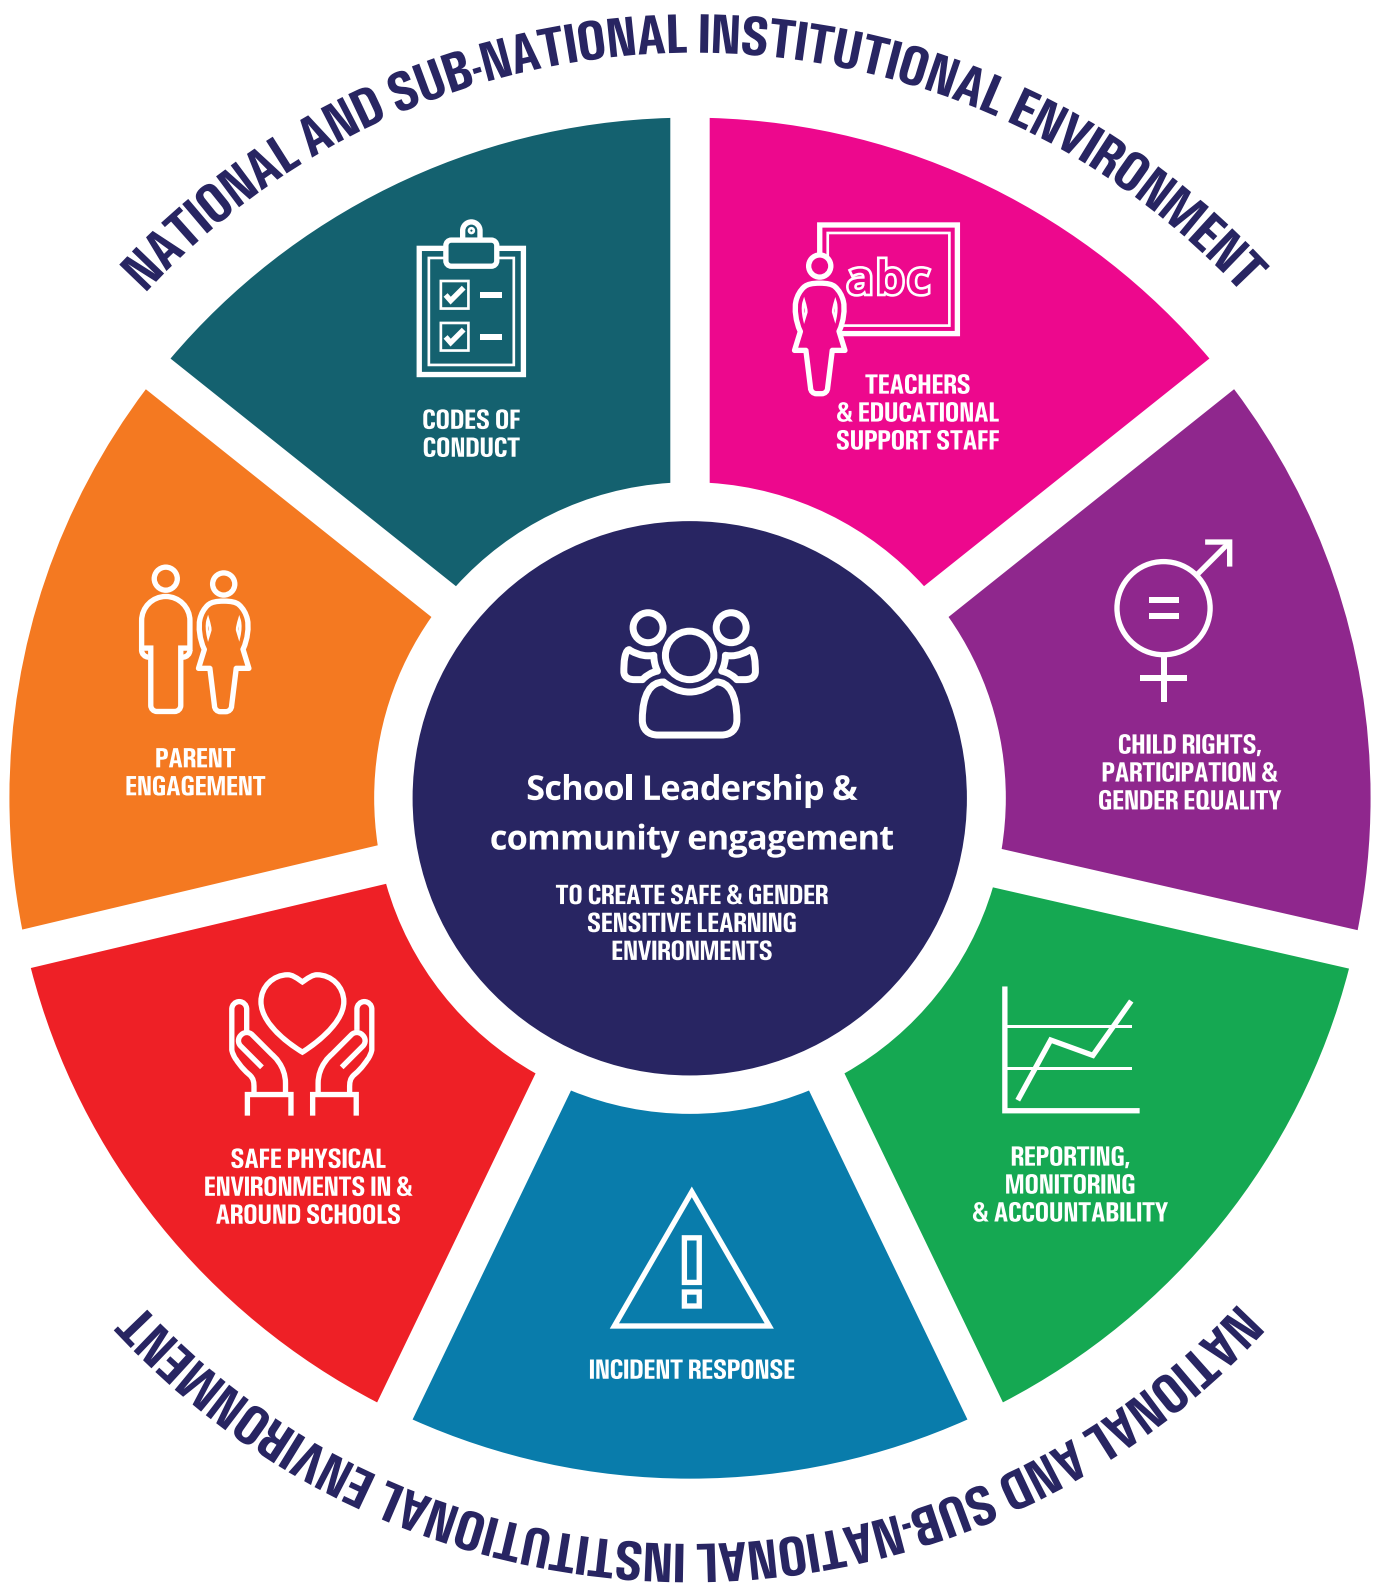 NATIONAL AND SUB-NATIONAL INSTITUTIONAL ENVIRONMENT
abc
TEACHERS
& EDUCATIONAL
SUPPORT STAFF
CHILD RIGHTS,
PARTICIPATION &
GENDER EQUALITY
REPORTING,
MONITORING
& ACCOUNTABILITY
INCIDENT RESPONSE
SAFE PHYSICAL
ENVIRONMENTS IN &
AROUND SCHOOLS
PARENT
ENGAGEMENT
CODES OF
CONDUCT
School Leadership &
community engagement
TO CREATE SAFE & GENDER
SENSITIVE LEARNING
ENVIRONMENTS
NATIONAL AND SUB-NATIONAL INSTITUTIONAL ENVIRONMENT